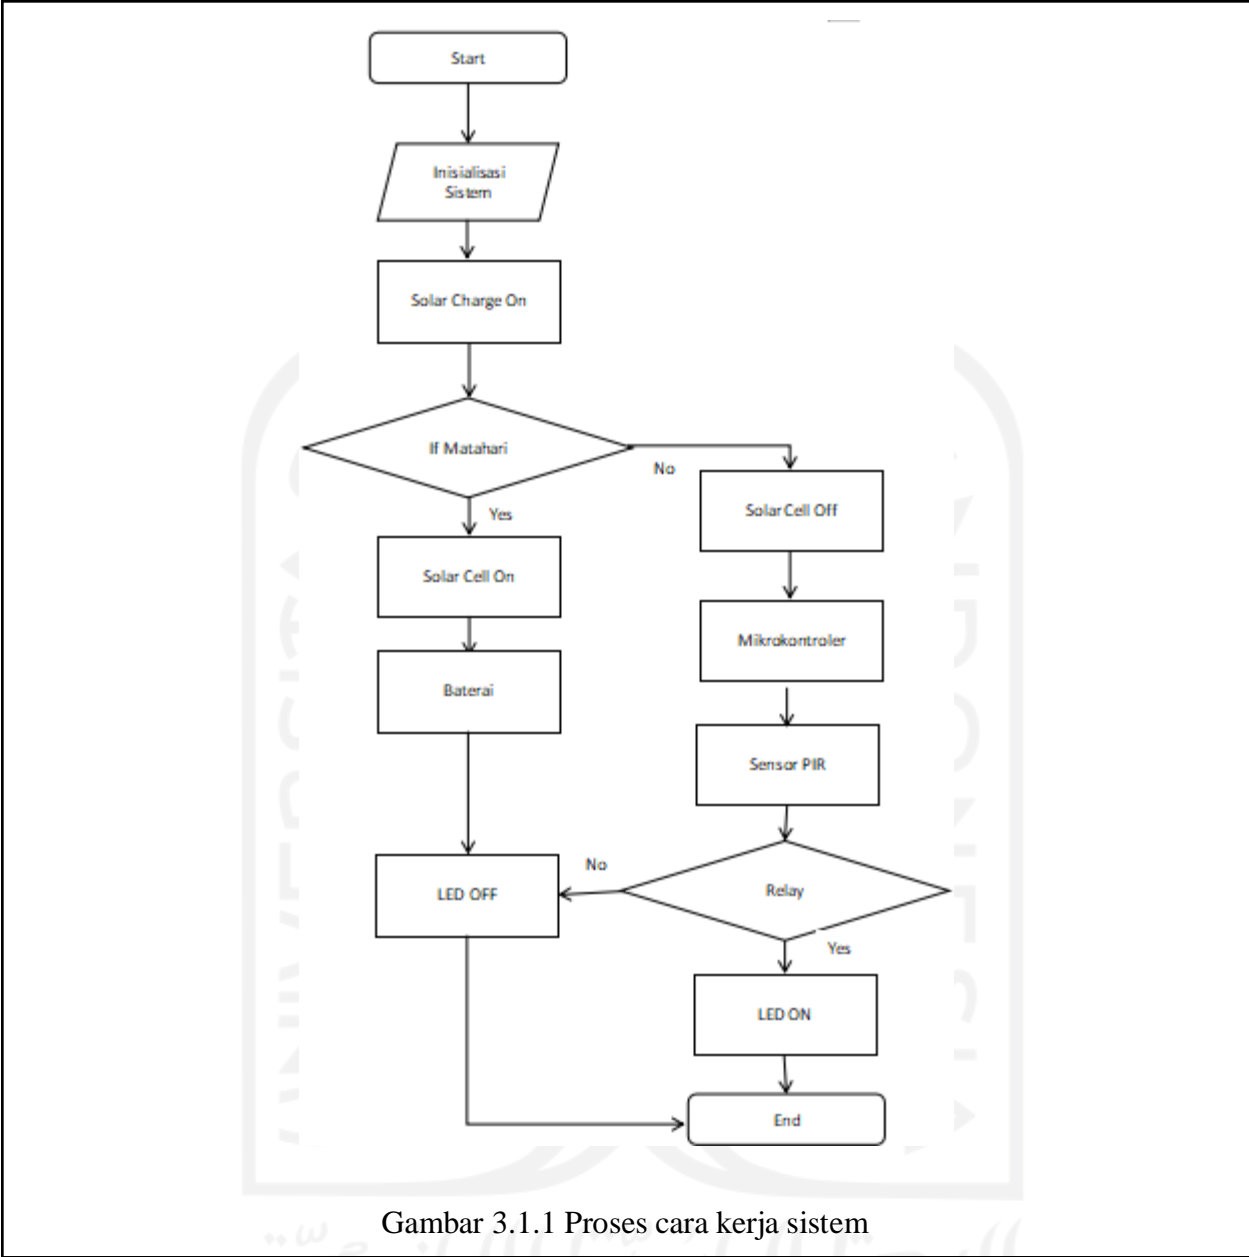 Start
Inisialisasi
Sistem
Solar Charge On
If Matahari
No
Yes
Solar Cell Off
Solar Cell On
Mikrokontroler
Baterai
Sensor PIR
No
LED OFF
Relay
Yes
LED ON
End
Gambar 3.1.1 Proses cara kerja sistem